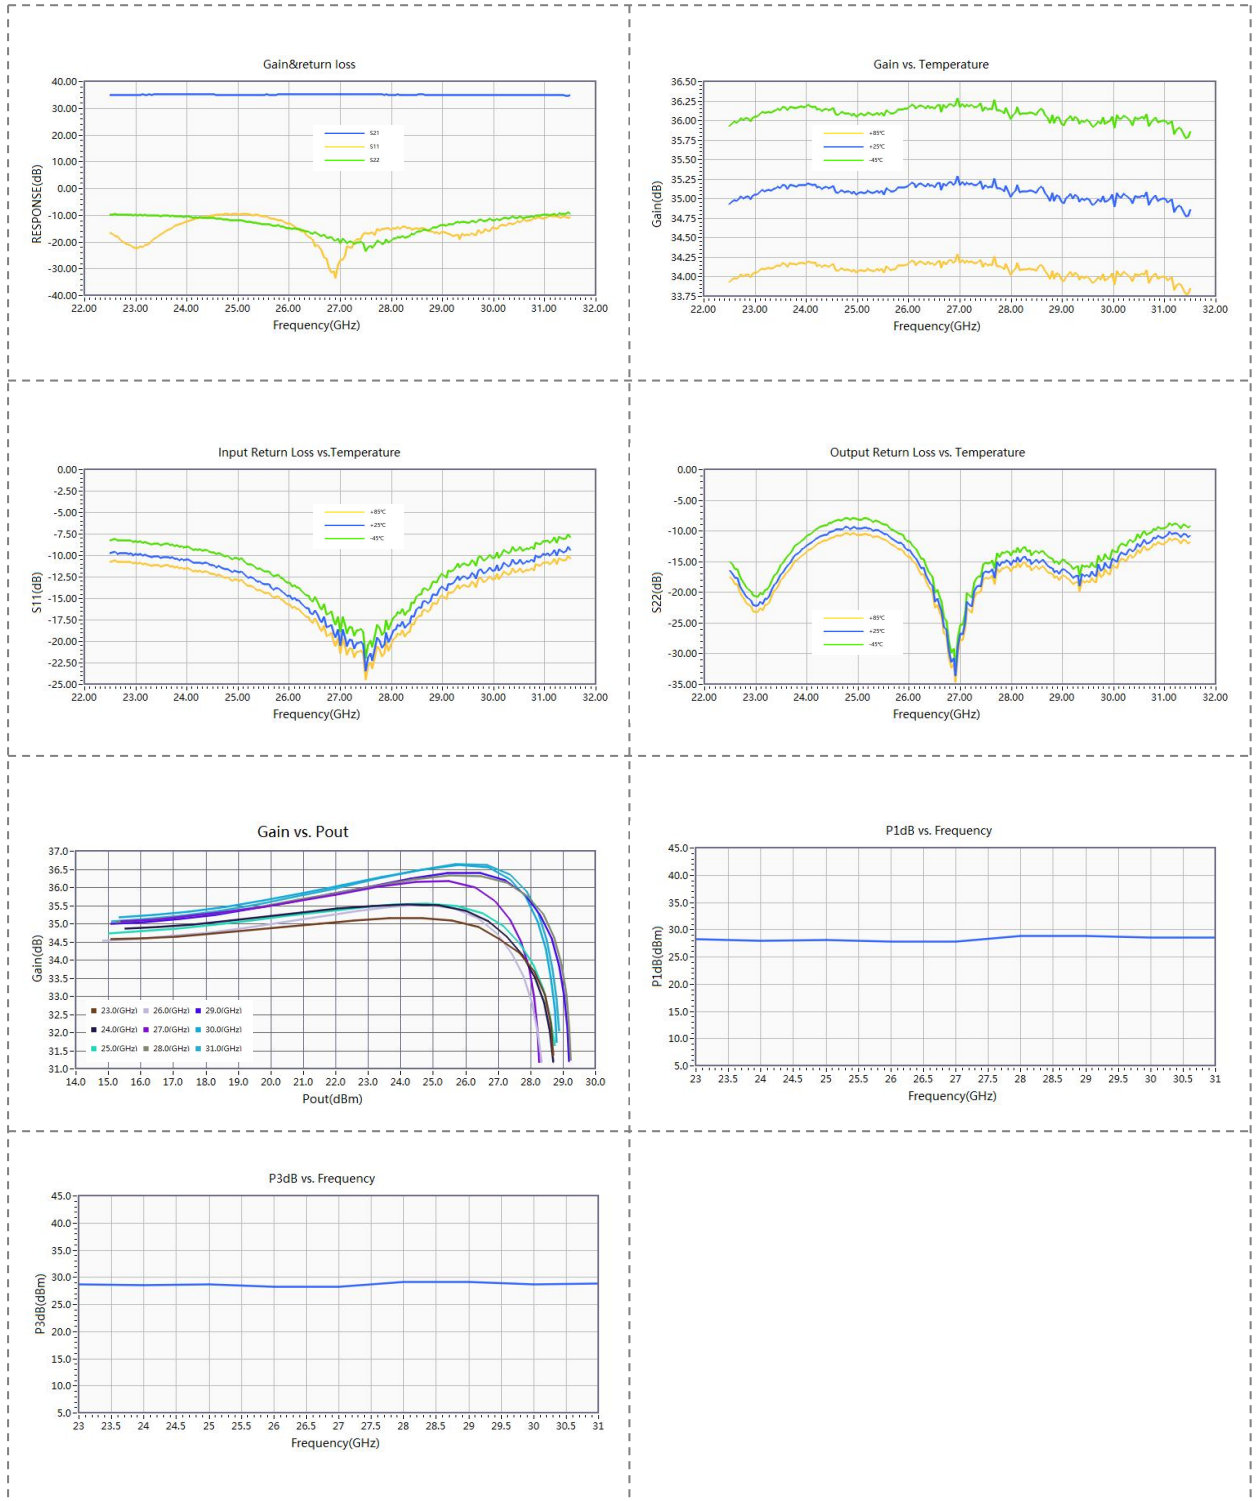 Gain&return loss
40.00
30.00
20.00
10.00
0.00
-10.00
-20.00
-30.00
-40.00
RESPONSE(dB)
S21
S11
S22
22.00 23.00 24.00 25.00 26.00 27.00 28.00 29.00 30.00 31.00 32.00
Frequency(GHz)
Gain vs. Temperature
36.50
36.25
36.00
35.75
35.50
35.25
35.00
34.75
34.50
34.25
34.00
33.75
Gain(dB)
+85℃
+25℃
-45℃
22.00 23.00 24.00 25.00 26.00 27.00 28.00 29.00 30.00 31.00 32.00
Frequency(GHz)
Input Return Loss vs.Temperature
0.00
-2.50
-5.00
-7.50
-10.00
-12.50
-15.00
-17.50
-20.00
-22.50
-25.00
S11(dB)
+85℃
+25℃
-45℃
22.00 23.00 24.00 25.00 26.00 27.00 28.00 29.00 30.00 31.00 32.00
Frequency(GHz)
Output Return Loss vs. Temperature
0.00
-5.00
-10.00
-15.00
-20.00
-25.00
-30.00
-35.00
S22(dB)
+85℃
+25℃
-45℃
22.00 23.00 24.00 25.00 26.00 27.00 28.00 29.00 30.00 31.00 32.00
Frequency(GHz)
Gain vs. Pout
37.0
36.5
36.0
35.5
35.0
34.5
34.0
33.5
33.0
32.5
32.0
31.5
31.0
Gain(dB)
23.0(GHz) 26.0(GHz) 29.0(GHz)
24.0(GHz) 27.0(GHz) 30.0(GHz)
25.0(GHz) 28.0(GHz) 31.0(GHz)
14.0 15.0 16.0 17.0 18.0 19.0 20.0 21.0 22.0 23.0 24.0 25.0 26.0 27.0 28.0 29.0 30.0
Pout(dBm)
P1dB vs. Frequency
45.0
40.0
35.0
30.0
25.0
20.0
15.0
10.0
5.0
P1dB(dBm)
23 23.5 24 24.5 25 25.5 26 26.5 27 27.5 28 28.5 29 29.5 30 30.5 31
Frequency(GHz)
P3dB vs. Frequency
45.0
40.0
35.0
30.0
25.0
20.0
15.0
10.0
5.0
P3dB(dBm)
23 23.5 24 24.5 25 25.5 26 26.5 27 27.5 28 28.5 29 29.5 30 30.5 31
Frequency(GHz)